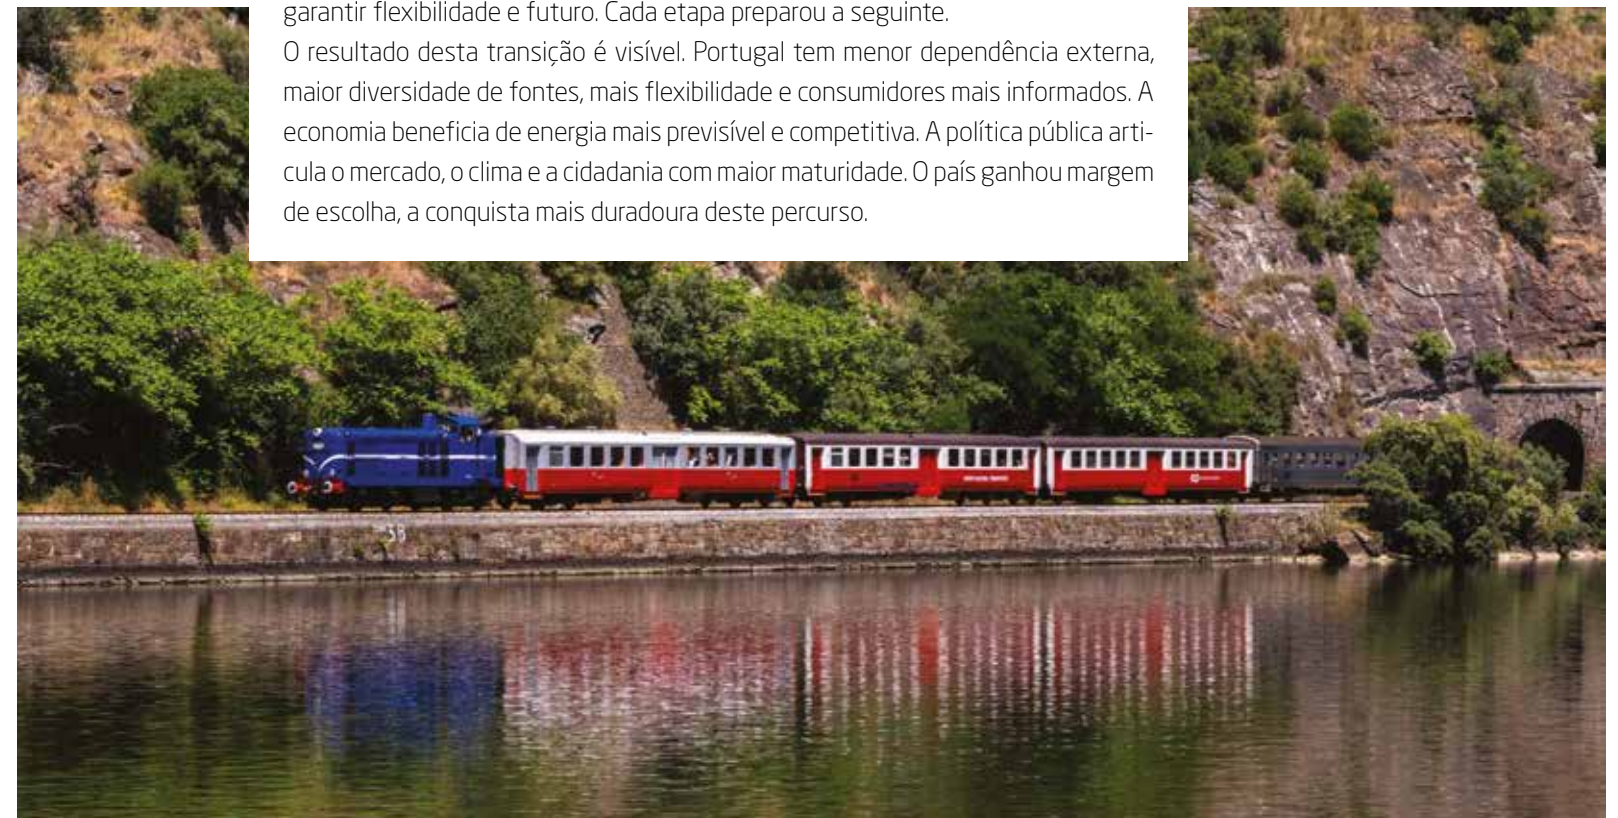 garantir flexibilidade e futuro. Cada etapa preparou a seguinte.
O resultado desta transição é visível. Portugal tem menor dependência externa,
maior diversidade de fontes, mais flexibilidade e consumidores mais informados. A
economia beneficia de energia mais previsível e competitiva. A política pública arti-
cula o mercado, o clima e a cidadania com maior maturidade. O país ganhou margem
de escolha, a conquista mais duradoura deste percurso.
38